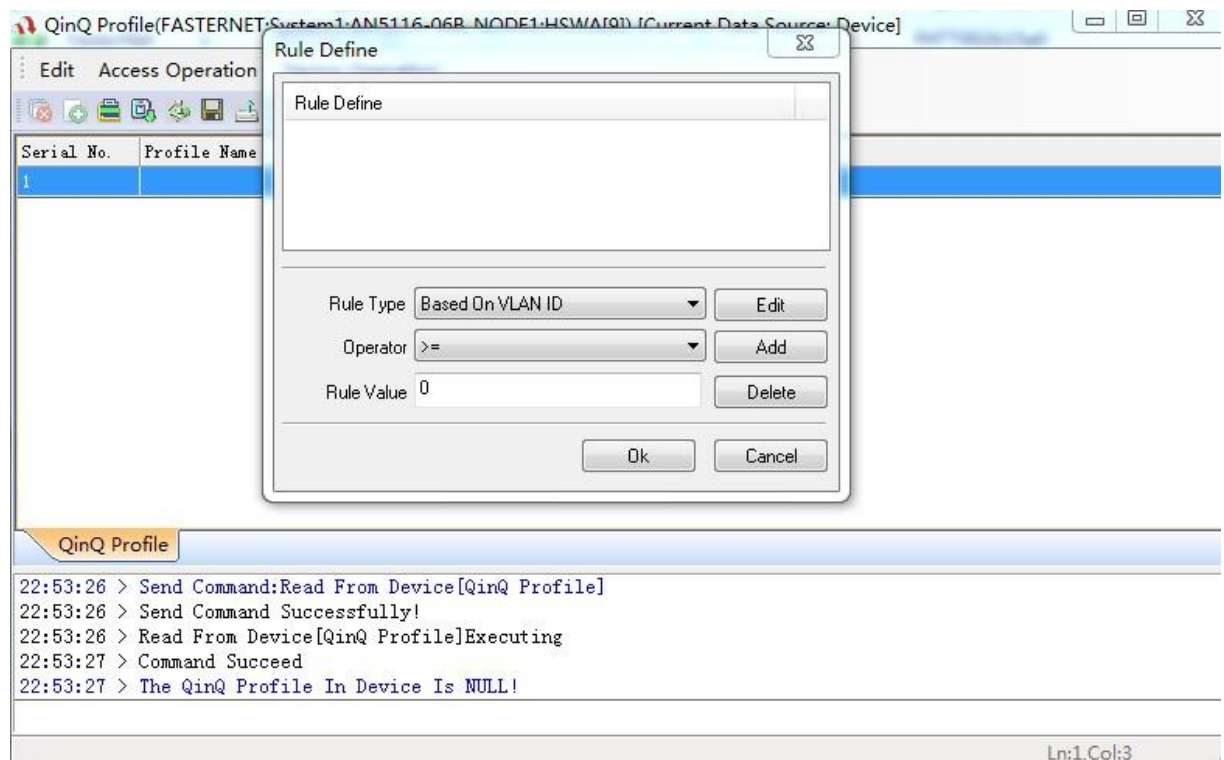 QinQ Profile(FASTERNET:System1:AN5116-06B NODE1:HSWA[9]) [Current Data Source: Device]
Rule Define
Edit Access Operation
Rule Define
Serial No. Profile Name
1
Rule Type Based On VLAN ID Edit
Operator >= Add
Rule Value 0 Delete
Ok Cancel
QinQ Profile
22:53:26 > Send Command:Read From Device[QinQ Profile]
22:53:26 > Send Command Successfully!
22:53:26 > Read From Device[QinQ Profile]Executing
22:53:27 > Command Succeed
22:53:27 > The QinQ Profile In Device Is NULL!
Ln:1,Col:3